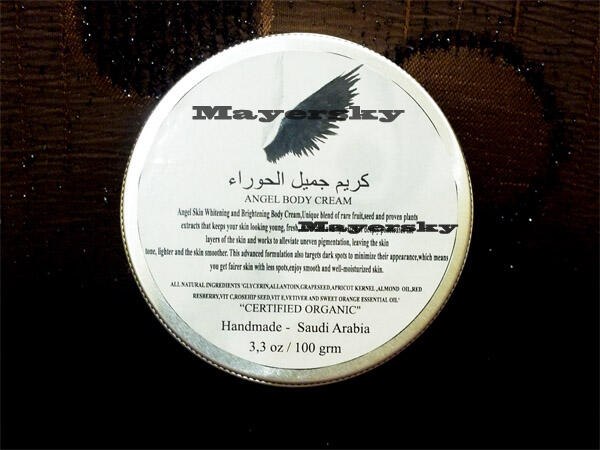 Mayersky
كريم جميل الحوراء
ANGEL BODY CREAM
Angel Skin Whitening and Brightening Body Cream,Unique blend of rare fruit,seed and proven plants
extracts that keeps your skin looking young, fresh
Mayersky
layers of the skin and works to alleviate uneven pigmentation, leaving the skin
tone, lighter and the skin smoother. This advanced formulation also targets dark spots to minimize their appearance,which means
you get fairer skin with less spots,enjoy smooth and well-moisturized skin.
ALL NATURAL INGREDIENTS 'GLYCERIN,ALLANTOIN,GRAPESEED,APRICOT KERNEL ,ALMOND OIL,RED
RESBERRY,VIT C,ROSEHIP SEED,VIT E,VETIVER AND SWEET ORANGE ESSENTIAL OIL'
"CERTIFIED ORGANIC"
Handmade - Saudi Arabia
3,3 oz / 100 grm